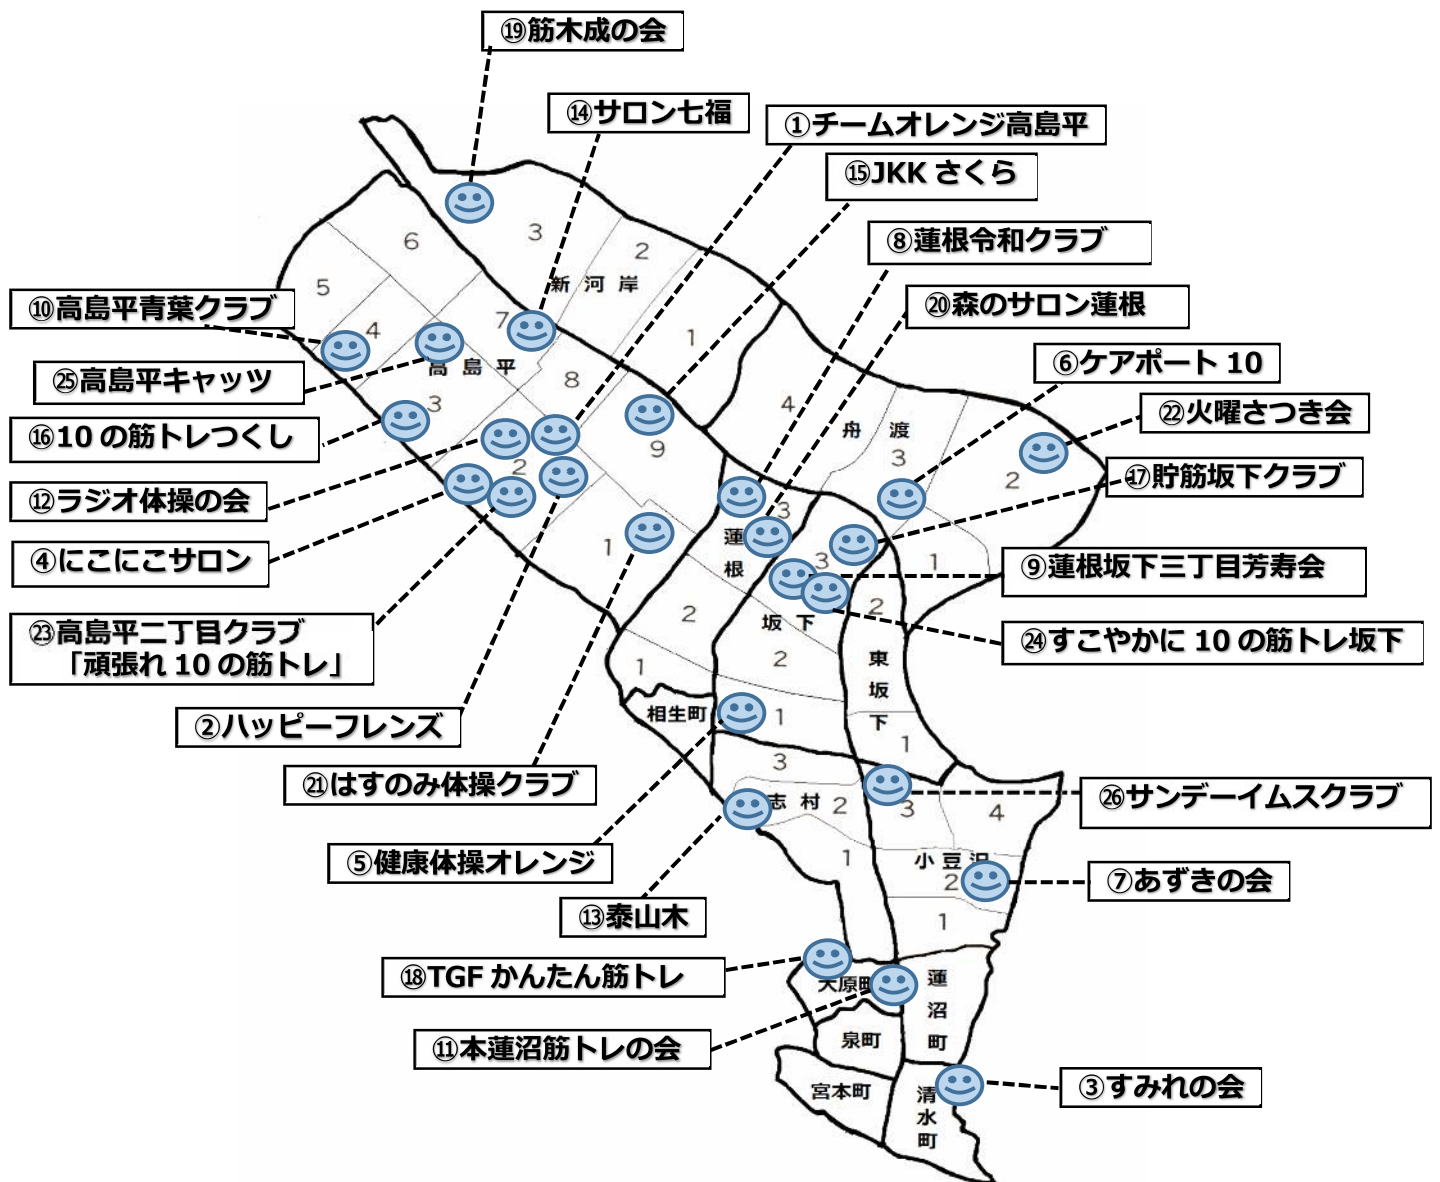 ⑲筋木成の会
⑭サロン七福
①チームオレンジ高島平
⑮JKK さくら
⑧蓮根令和クラブ
⑳森のサロン蓮根
⑥ケアポート 10
㉒火曜さつき会
⑰貯筋坂下クラブ
⑨蓮根坂下三丁目芳寿会
㉔すこやかに 10 の筋トレ坂下
㉖サンデーイムスクラブ
⑦あずきの会
③すみれの会
⑩高島平青葉クラブ
㉕高島平キャッツ
⑯10 の筋トレつくし
⑫ラジオ体操の会
④にこにこサロン
㉓高島平二丁目クラブ
「頑張れ 10 の筋トレ」
②ハッピーフレンズ
㉑はすのみ体操クラブ
⑤健康体操オレンジ
⑬泰山木
⑱TGF かんたん筋トレ
⑪本蓮沼筋トレの会
新河岸
3
2
1
高島平
6
5
4
7
8
3
2
9
1
舟渡
4
3
2
1
蓮根
3
2
1
坂下
3
2
1
東坂下
2
1
相生町
志村
3
2
1
小豆沢
3
4
2
1
大原町
蓮沼町
泉町
宮本町
清水町